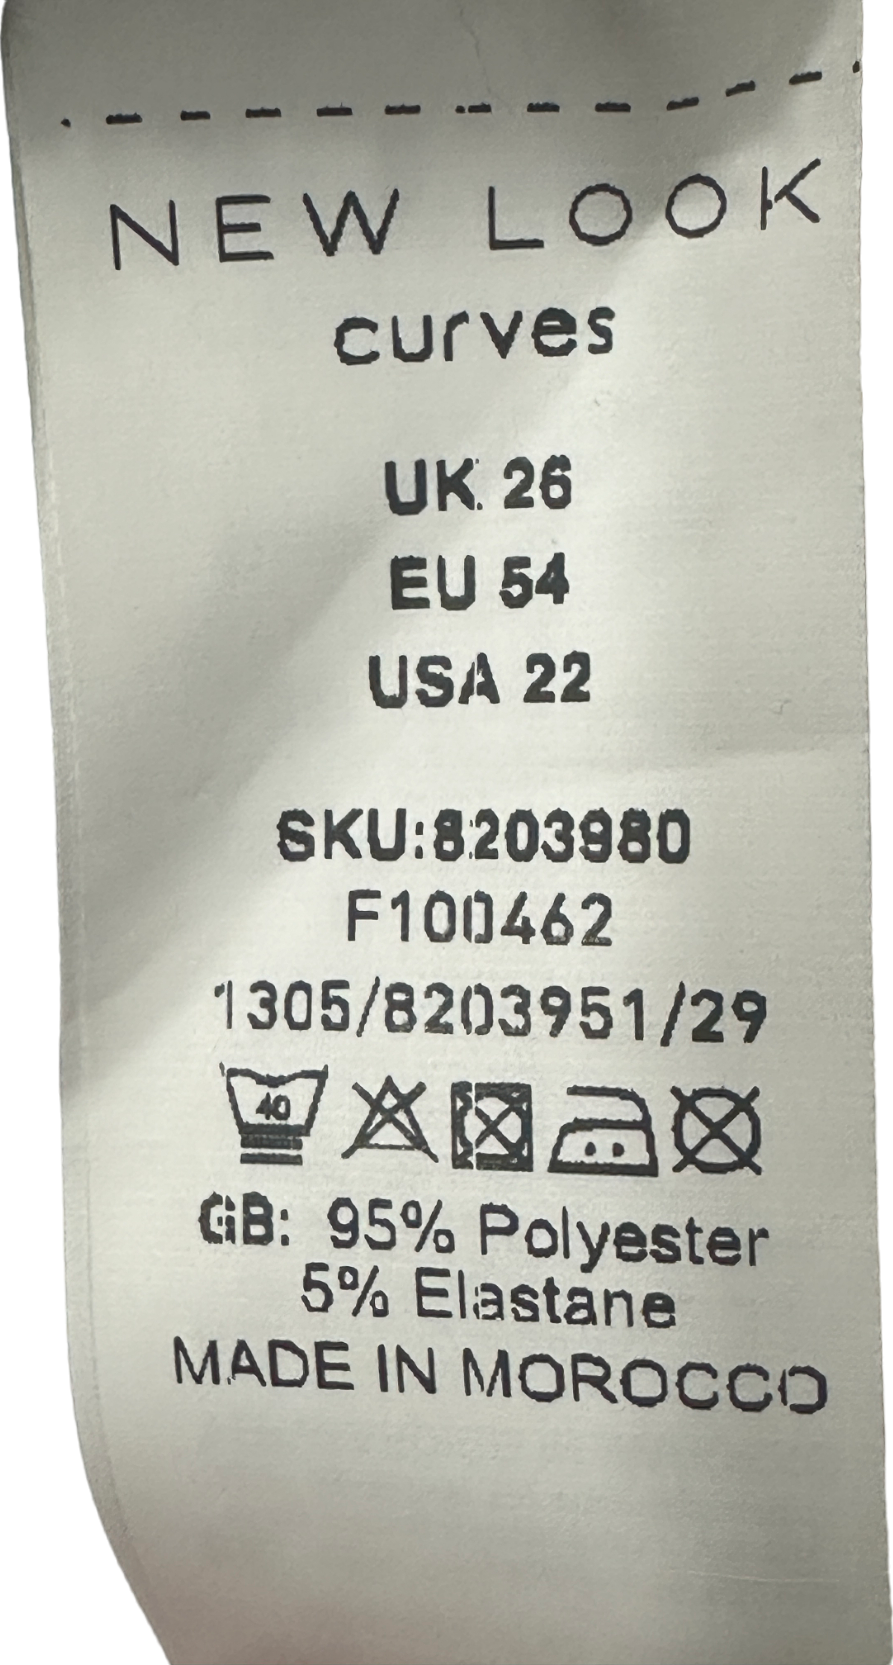 NEW LOOK
curves
UK 26
EU 54
USA 22
SKU:8203980
F100462
1305/8203951/29
40
GB: 95% Polyester
5% Elastane
MADE IN MOROCCO